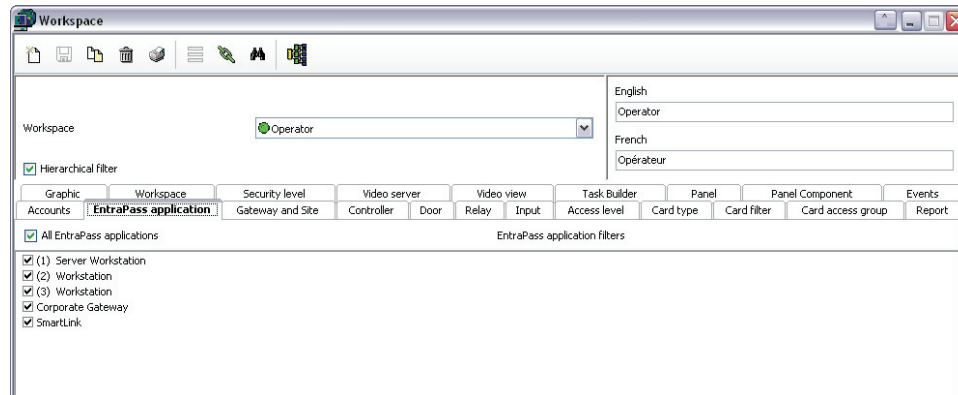 Workspace
English
Operator
Workspace
Operator
French
Opérateur
Hierarchical filter
Graphic Workspace Security level Video server Video view Task Builder Panel Panel Component Events
Accounts EntraPass application Gateway and Site Controller Door Relay Input Access level Card type Card filter Card access group Report
All EntraPass applications EntraPass application filters
(1) Server Workstation
(2) Workstation
(3) Workstation
Corporate Gateway
SmartLink